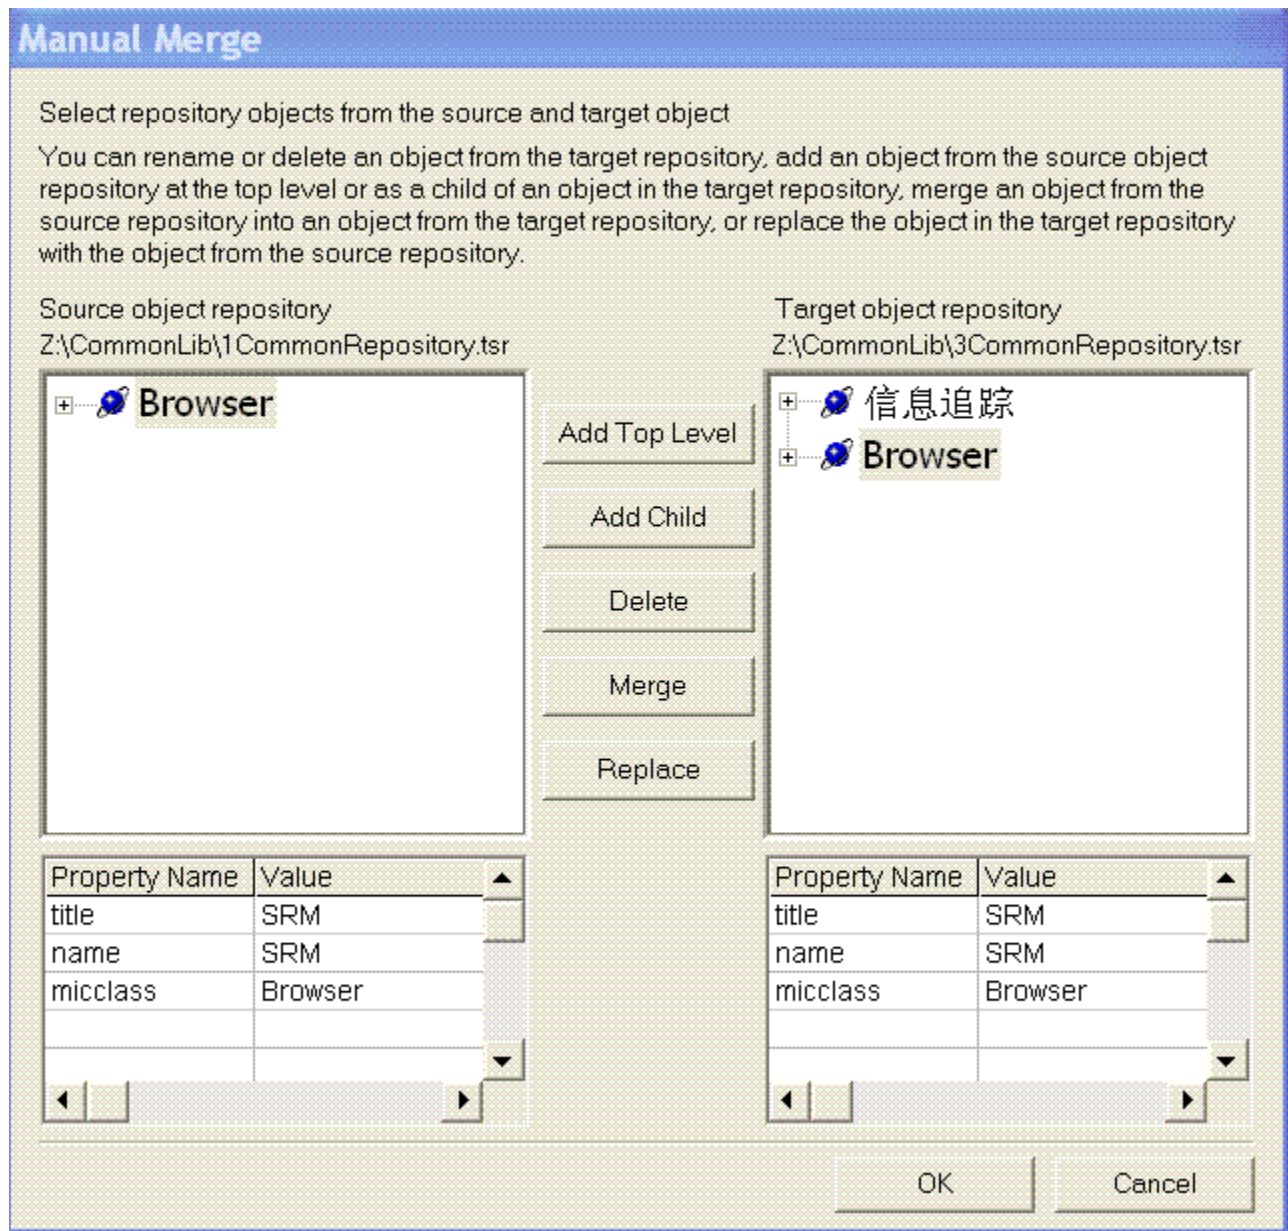 Manual Merge
Select repository objects from the source and target object
You can rename or delete an object from the target repository, add an object from the source object
repository at the top level or as a child of an object in the target repository, merge an object from the
source repository into an object from the target repository, or replace the object in the target repository
with the object from the source repository.
Source object repository
Z:\CommonLib\1CommonRepository.tsr
Browser
Add Top Level
Add Child
Delete
Merge
Replace
Target object repository
Z:\CommonLib\3CommonRepository.tsr
信息追踪
Browser
Property Name Value
title SRM
name SRM
micclass Browser
Property Name Value
title SRM
name SRM
micclass Browser
OK Cancel